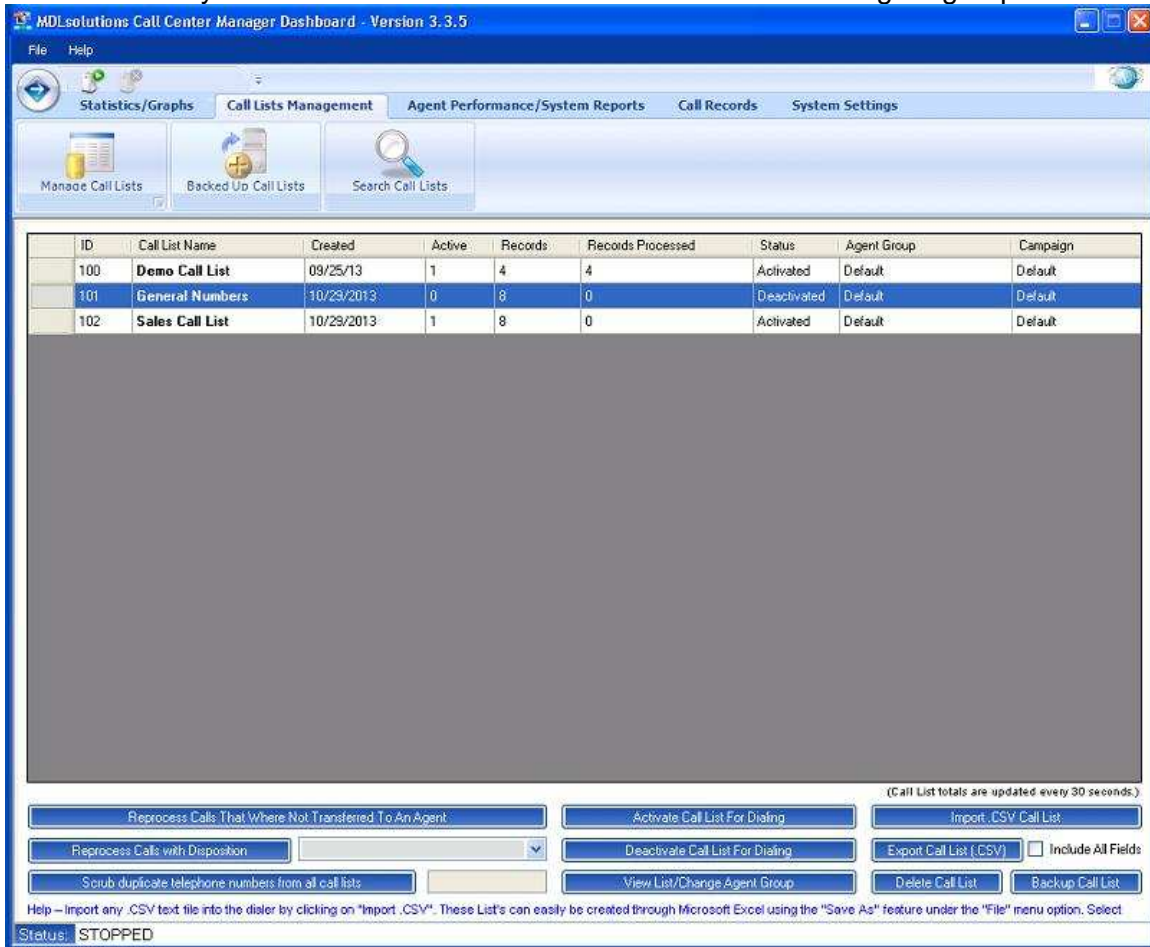 MDLsolutions Call Center Manager Dashboard - Version 3.3.5
File Help
Statistics/Graphs Call Lists Management Agent Performance/System Reports Call Records System Settings
Manage Call Lists Backed Up Call Lists Search Call Lists
ID Call List Name Created Active Records Records Processed Status Agent Group Campaign
100 Demo Call List 09/25/13 1 4 4 Activated Default Default
101 General Numbers 10/29/2013 0 8 0 Deactivated Default Default
102 Sales Call List 10/29/2013 1 8 0 Activated Default Default
(Call List totals are updated every 30 seconds.)
Reprocess Calls That Where Not Transferred To An Agent Activate Call List For Dialing Import .CSV Call List
Reprocess Calls with Disposition Deactivate Call List For Dialing Export Call List (.CSV) Include All Fields
Scrub duplicate telephone numbers from all call lists View List/Change Agent Group Delete Call List Backup Call List
Help – Import any .CSV text file into the dialer by clicking on "Import .CSV". These List's can easily be created through Microsoft Excel using the "Save As" feature under the "File" menu option. Select
Status: STOPPED